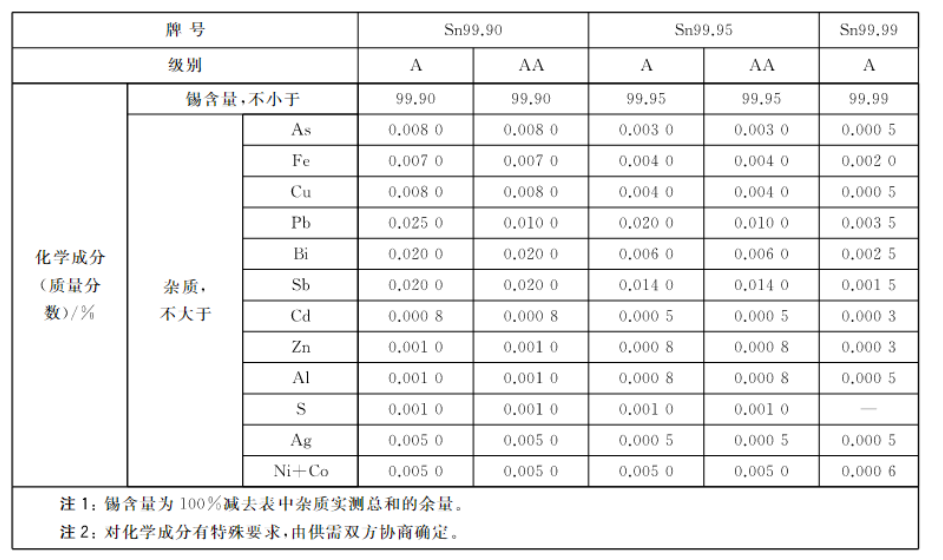 牌 号 Sn99.90 Sn99.95 Sn99.99
级别 A AA A AA A
锡含量,不小于 99.90 99.90 99.95 99.95 99.99
As 0.008 0 0.008 0 0.003 0 0.003 0 0.000 5
Fe 0.007 0 0.007 0 0.004 0 0.004 0 0.002 0
Cu 0.008 0 0.008 0 0.004 0 0.004 0 0.000 5
Pb 0.025 0 0.010 0 0.020 0 0.010 0 0.003 5
化学成分
(质量分
数)/%
杂质,
不大于
Bi 0.020 0 0.020 0 0.006 0 0.006 0 0.002 5
Sb 0.020 0 0.020 0 0.014 0 0.014 0 0.001 5
Cd 0.000 8 0.000 8 0.000 5 0.000 5 0.000 3
Zn 0.001 0 0.001 0 0.000 8 0.000 8 0.000 3
Al 0.001 0 0.001 0 0.000 8 0.000 8 0.000 5
S 0.001 0 0.001 0 0.001 0 0.001 0 —
Ag 0.005 0 0.005 0 0.000 5 0.000 5 0.000 5
Ni+Co 0.005 0 0.005 0 0.005 0 0.005 0 0.000 6
注 1: 锡含量为 100%减去表中杂质实测总和的余量。
注 2: 对化学成分有特殊要求,由供需双方协商确定。